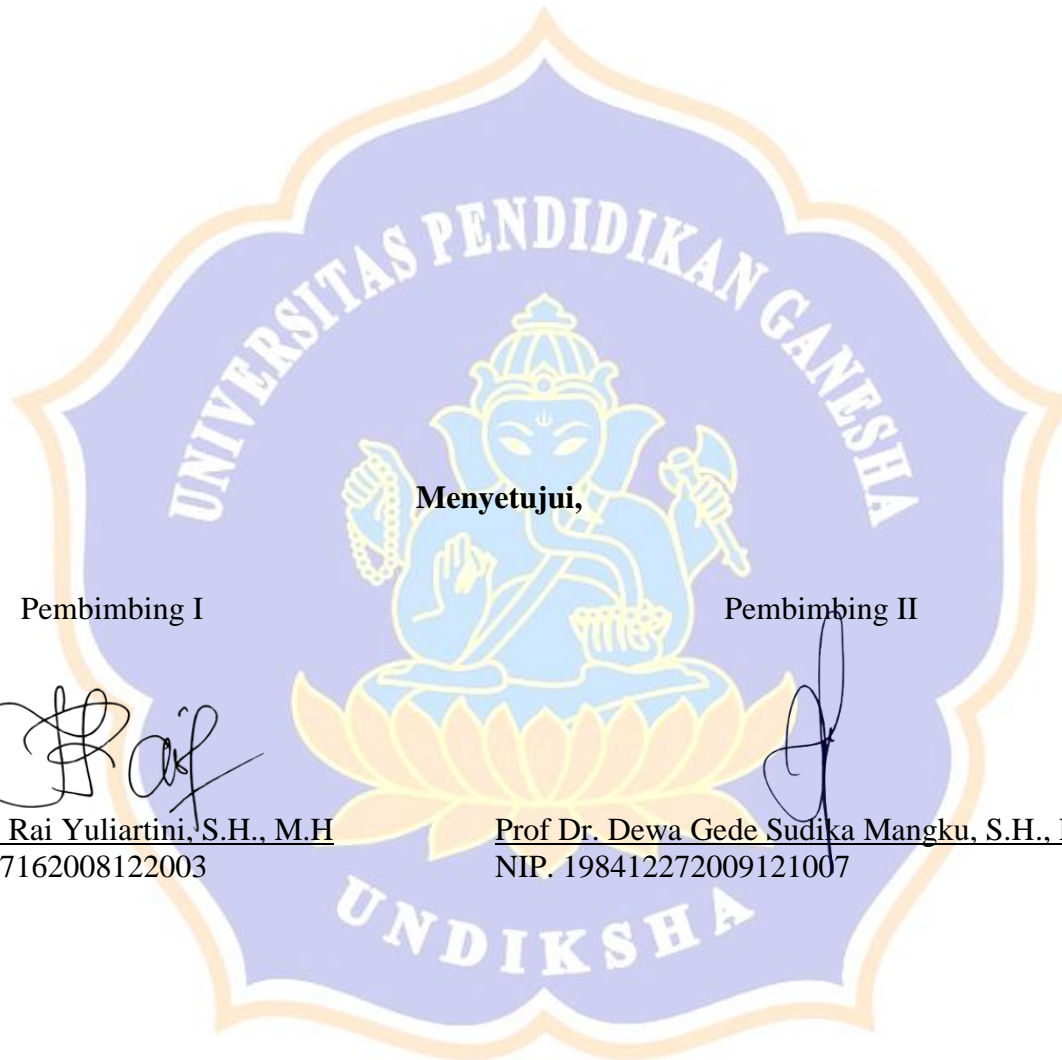 UNIVERSITAS PENDIDIKAN GANESHA
Menyetujui,
Pembimbing I
Pembimbing II
Rai Yuliartini, S.H., M.H
Prof Dr. Dewa Gede Sudika Mangku, S.H.,
7162008122003
NIP. 198412272009121007
UNDIKSHA